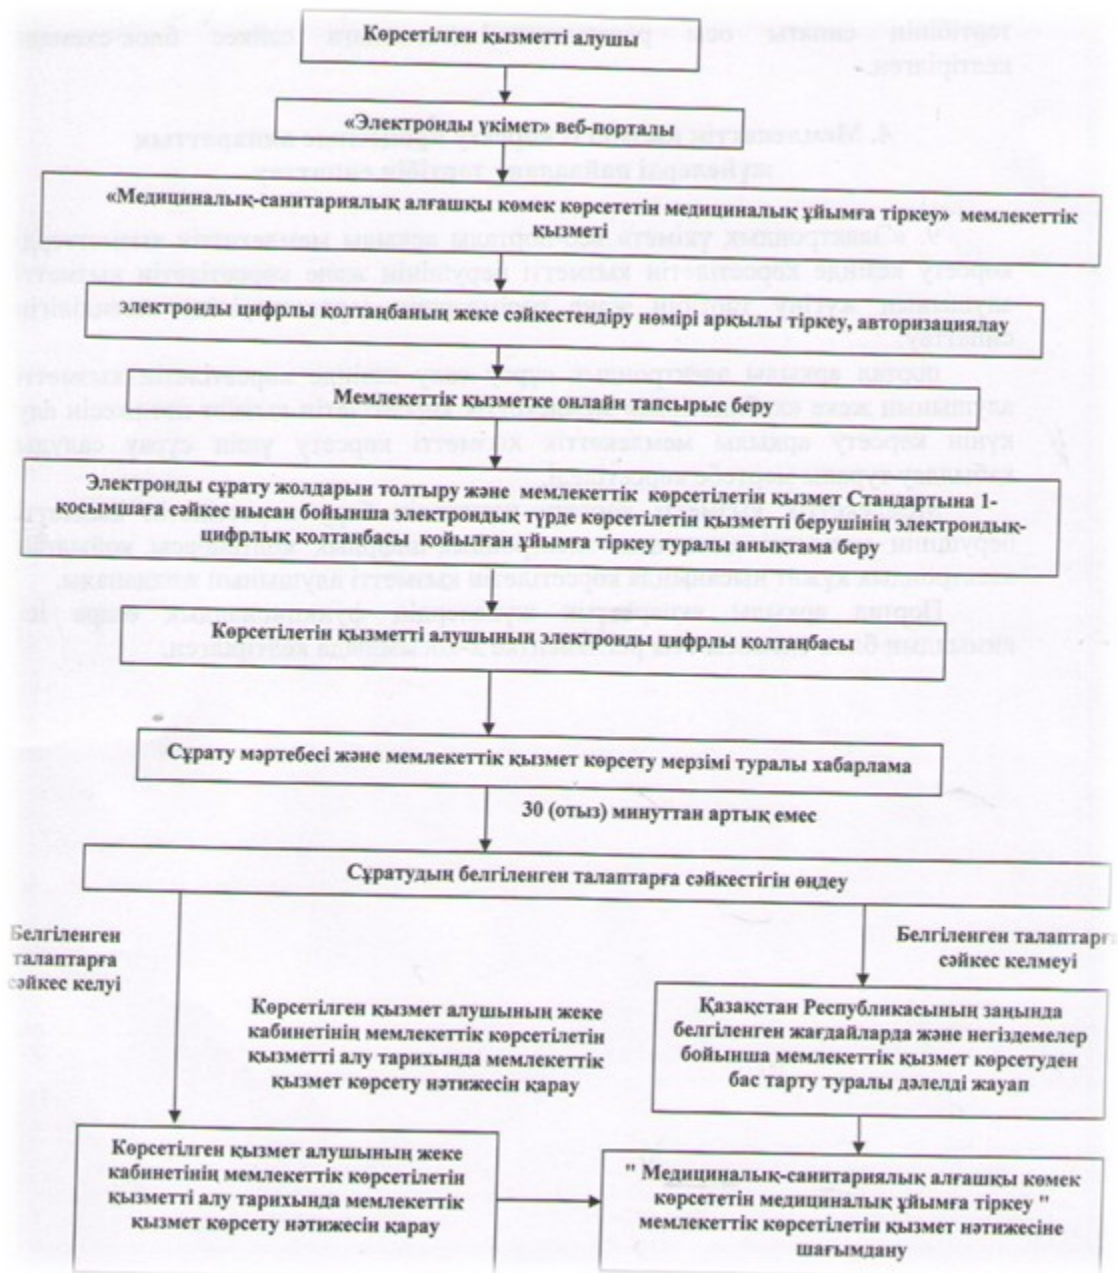 Көрсетілген қызметті алушы
«Электронды үкімет» веб-порталы
«Медициналық-санитариялық алғашқы көмек көрсететін медициналық ұйымға тіркеу» мемлекеттік
қызметі
электронды цифрлы қолтаңбаның жеке сәйкестендіру нөмірі арқылы тіркеу, авторизациялау
Мемлекеттік қызметке онлайн тапсырыс беру
Электронды сұрату жолдарын толтыру және мемлекеттік көрсетілетін қызмет Стандартына 1-
қосымшаға сәйкес нысан бойынша электрондық түрде көрсетілетін қызметті берушінің электрондық-
цифрлық қолтаңбасы қойылған ұйымға тіркеу туралы анықтама беру
Көрсетілетін қызметті алушының электронды цифрлы қолтаңбасы
Сұрату мәртебесі және мемлекеттік қызмет көрсету мерзімі туралы хабарлама
30 (отыз) минуттан артық емес
Сұратудың белгіленген талаптарға сәйкестігін өңдеу
Белгіленген
талаптарға
сәйкес келуі
Белгіленген талаптарға
сәйкес келмеуі
Көрсетілген қызмет алушының жеке
кабинетінің мемлекеттік көрсетілетін
қызметті алу тарихында мемлекеттік
қызмет көрсету нәтижесін қарау
Қазақстан Республикасының заңында
белгіленген жағдайларда және негіздемелер
бойынша мемлекеттік қызмет көрсетуден
бас тарту туралы дәлелді жауап
Көрсетілген қызмет алушының жеке
кабинетінің мемлекеттік көрсетілетін
қызметті алу тарихында мемлекеттік
қызмет көрсету нәтижесін қарау
" Медициналық-санитариялық алғашқы көмек
көрсететін медициналық ұйымға тіркеу "
мемлекеттік көрсетілетін қызмет нәтижесіне
шағымдану